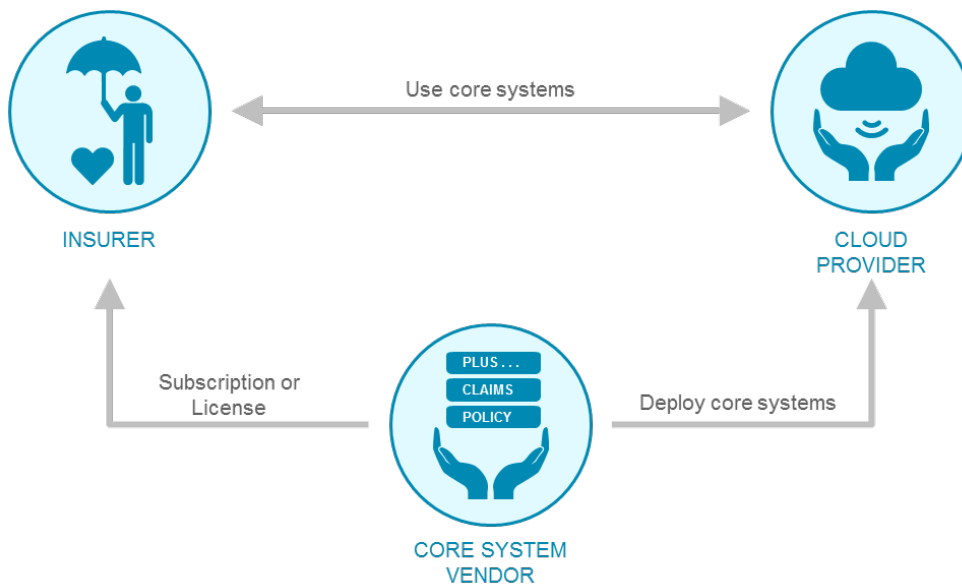 Use core systems
INSURER
CLOUD
PROVIDER
PLUS...
CLAIMS
POLICY
Subscription or
License
Deploy core systems
CORE SYSTEM
VENDOR